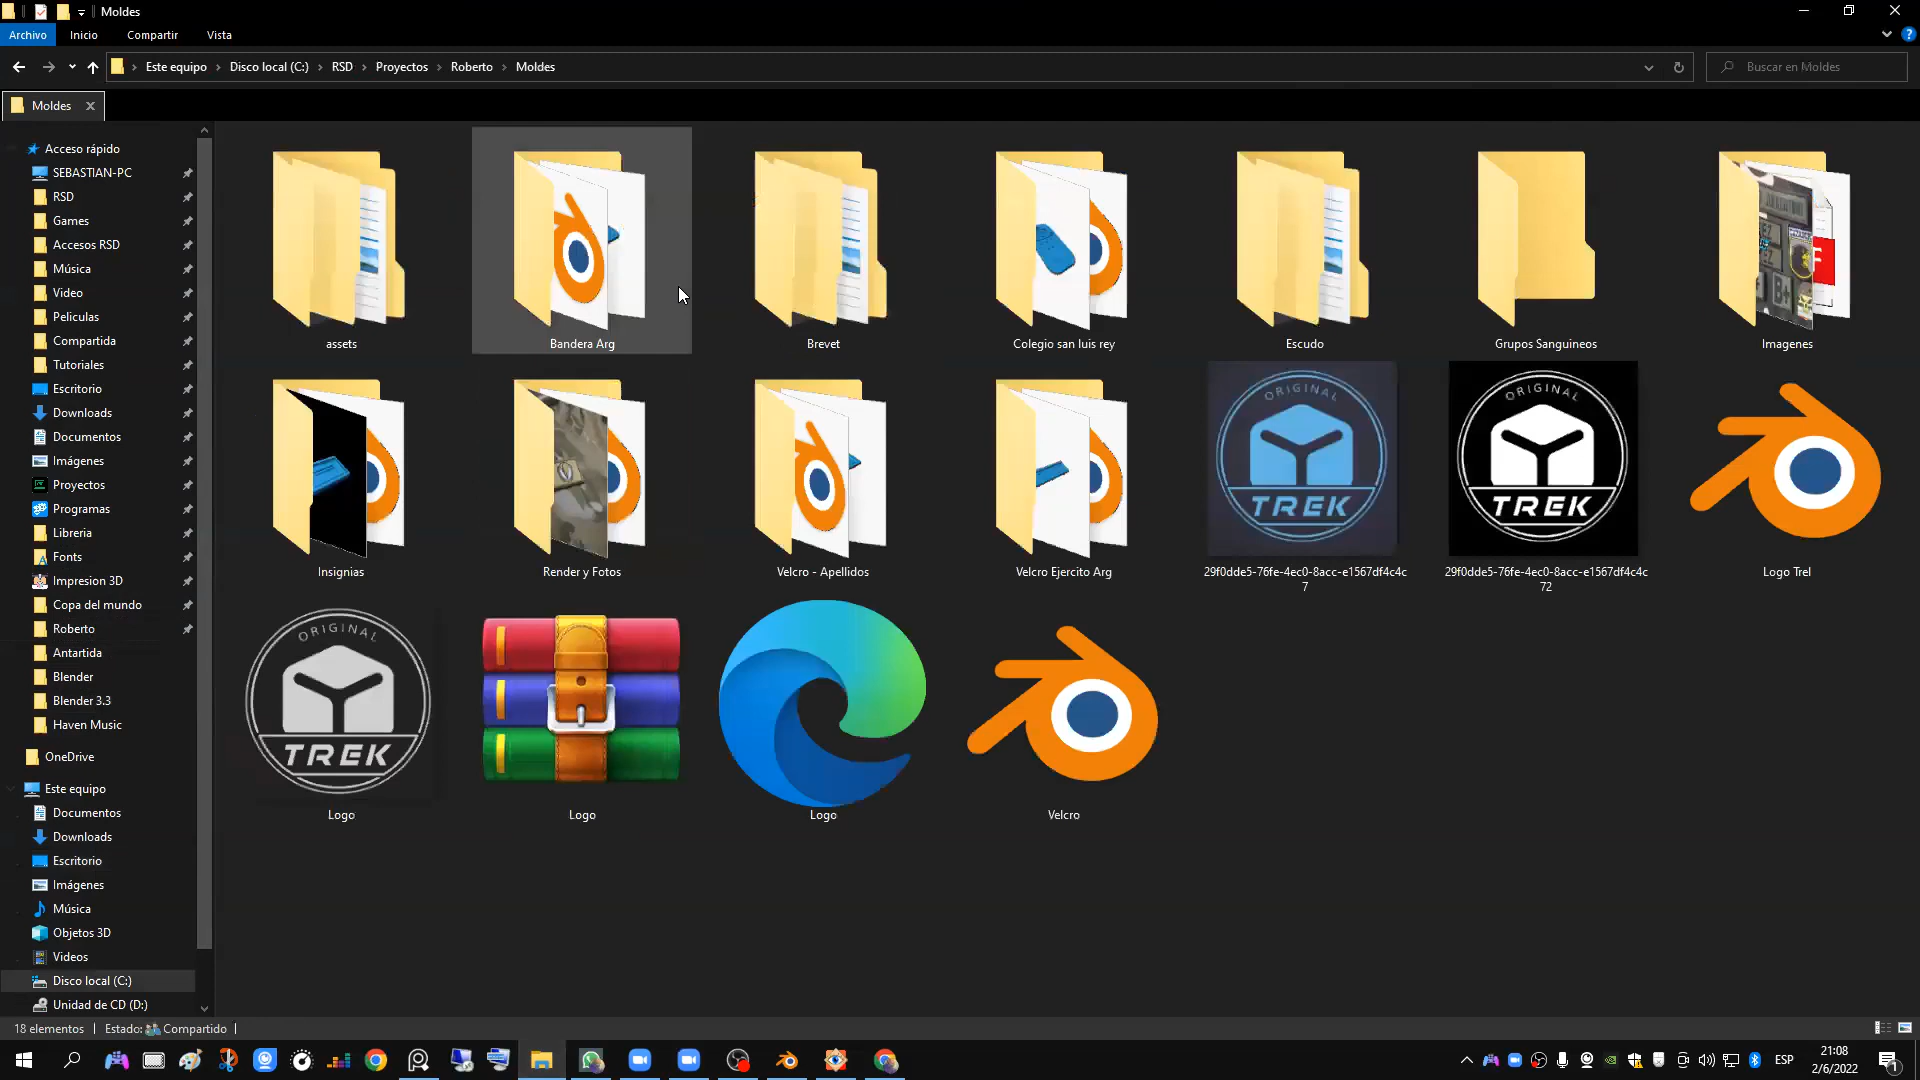 Moldes
Archivo Inicio Compartir Vista
Este equipo Disco local (C:) RSD Proyectos Roberto Moldes
Buscar en Moldes
Moldes
Acceso rápido
SEBASTIAN-PC
RSD
Games
Accesos RSD
Música
Video
Peliculas
Compartida
Tutoriales
Escritorio
Downloads
Documentos
Imágenes
Proyectos
Programas
Libreria
Fonts
Impresion 3D
Copa del mundo
Roberto
Antartida
Blender
Blender 3.3
Haven Music
OneDrive
Este equipo
Documentos
Downloads
Escritorio
Imágenes
Música
Objetos 3D
Videos
Disco local (C:)
Unidad de CD (D:)
assets
Bandera Arg
Brevet
Colegio san luis rey
Escudo
Grupos Sanguineos
Imagenes
Insignias
Render y Fotos
Velcro - Apellidos
Velcro Ejercito Arg
ORIGINAL
TREK
29f0dde5-76fe-4ec0-8acc-e1567df4c4c
7
ORIGINAL
TREK
29f0dde5-76fe-4ec0-8acc-e1567df4c4c
72
Logo Trel
ORIGINAL
TREK
Logo
Logo
Logo
Velcro
18 elementos Estado: Compartido
ESP
21:08
2/6/2022
1